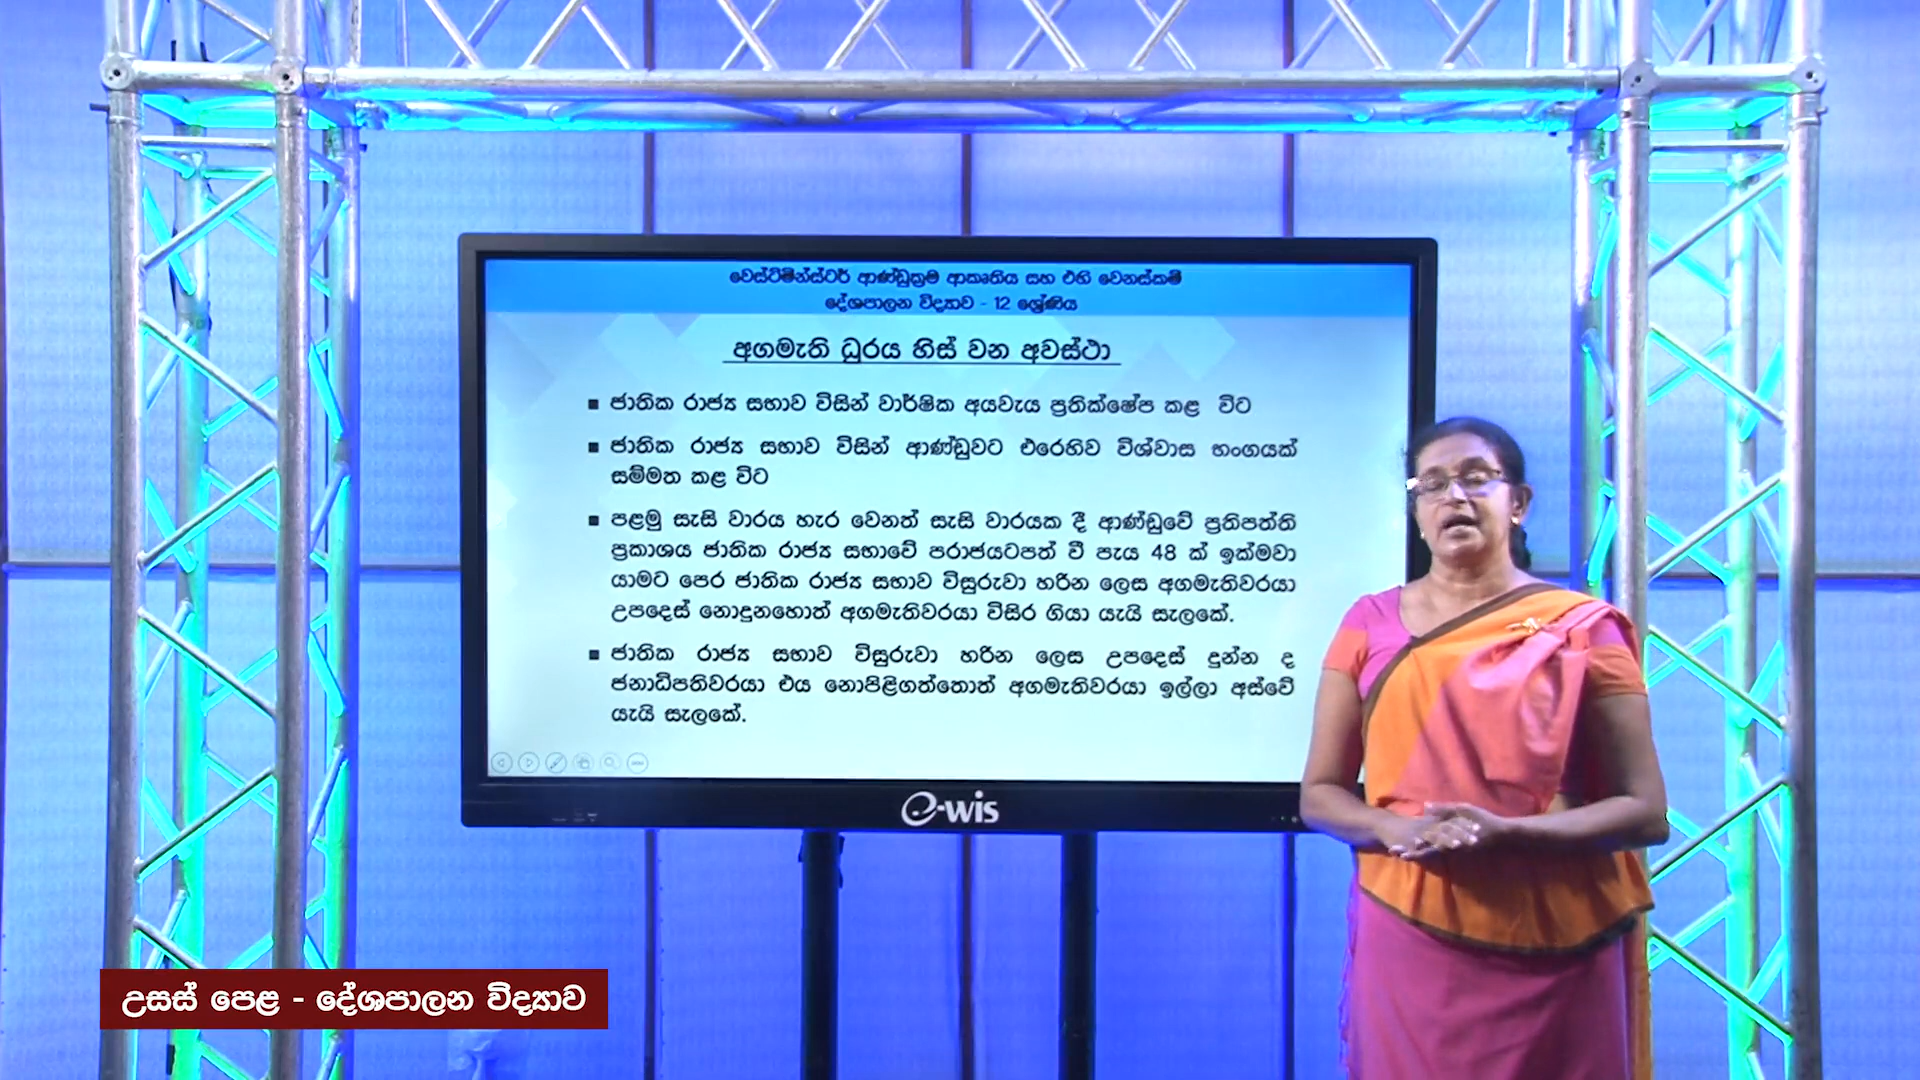 වෙස්ට්මින්ස්ටර් ආණ්ඩුක්‍රම ආකෘතිය සහ එහි වෙනස්කම්
දේශපාලන විද්‍යාව - 12 ශ්‍රේණිය
අගමැති ධුරය හිස් වන අවස්ථා
■ ජාතික රාජ්‍ය සභාව විසින් වාර්ෂික අයවැය ප්‍රතික්ෂේප කළ විට
■ ජාතික රාජ්‍ය සභාව විසින් ආණ්ඩුවට එරෙහිව විශ්වාස භංගයක්
සම්මත කළ විට
■ පළමු සැසි වාරය හැර වෙනත් සැසි වාරයක දී ආණ්ඩුවේ ප්‍රතිපත්ති
ප්‍රකාශය ජාතික රාජ්‍ය සභාවේ පරාජයටපත් වී පැය 48 ක් ඉක්මවා
යාමට පෙර ජාතික රාජ්‍ය සභාව විසුරුවා හරින ලෙස අගමැතිවරයා
උපදෙස් නොදුනහොත් අගමැතිවරයා විසිර ගියා යැයි සැලකේ.
■ ජාතික රාජ්‍ය සභාව විසුරුවා හරින ලෙස උපදෙස් දුන්න ද
ජනාධිපතිවරයා එය නොපිළිගත්තොත් අගමැතිවරයා ඉල්ලා අස්වේ
යැයි සැලකේ.
e-wis
උසස් පෙළ - දේශපාලන විද්‍යාව